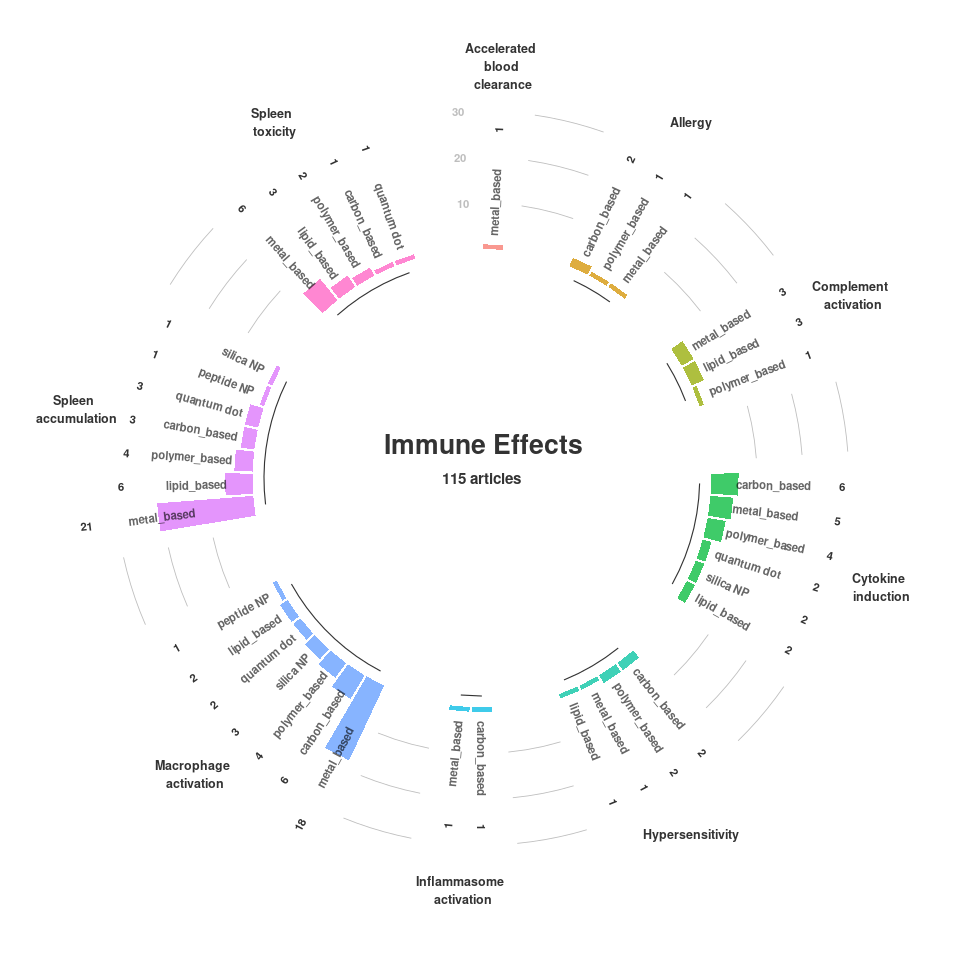 Accelerated
blood
clearance
30
20
10
1
metal_based
Allergy
2
1
1
carbon_based
polymer_based
metal_based
Complement
activation
3
3
1
metal_based
lipid_based
polymer_based
carbon_based 6
metal_based 5
polymer_based 4
quantum dot 2
silica NP 2
lipid_based 2
Cytokine
induction
carbon_based 2
polymer_based 2
metal_based 1
lipid_based 1
Hypersensitivity
carbon_based 1
metal_based 1
Inflammasome
activation
metal_based 18
carbon_based 6
polymer_based 4
silica NP 3
quantum dot 2
lipid_based 2
peptide NP 1
Macrophage
activation
21 metal_based
6 lipid_based
4 polymer_based
3 carbon_based
3 quantum dot
1 peptide NP
1 silica NP
Spleen
accumulation
Spleen
toxicity
6 metal_based
3 lipid_based
2 polymer_based
1 carbon_based
1 quantum dot
Immune Effects
115 articles